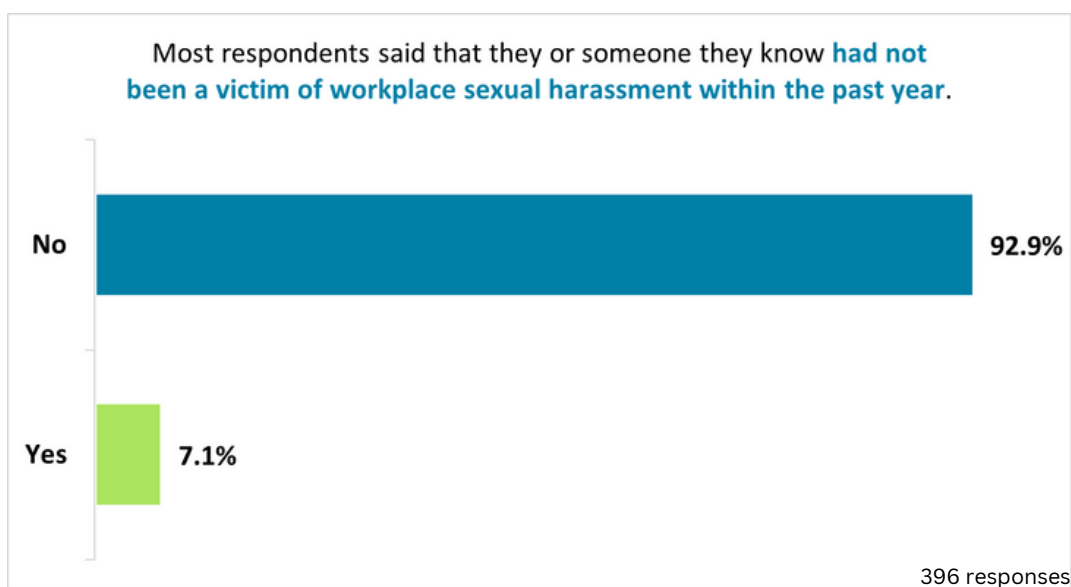 Most respondents said that they or someone they know had not
been a victim of workplace sexual harassment within the past year.
No
92.9%
Yes
7.1%
396 responses